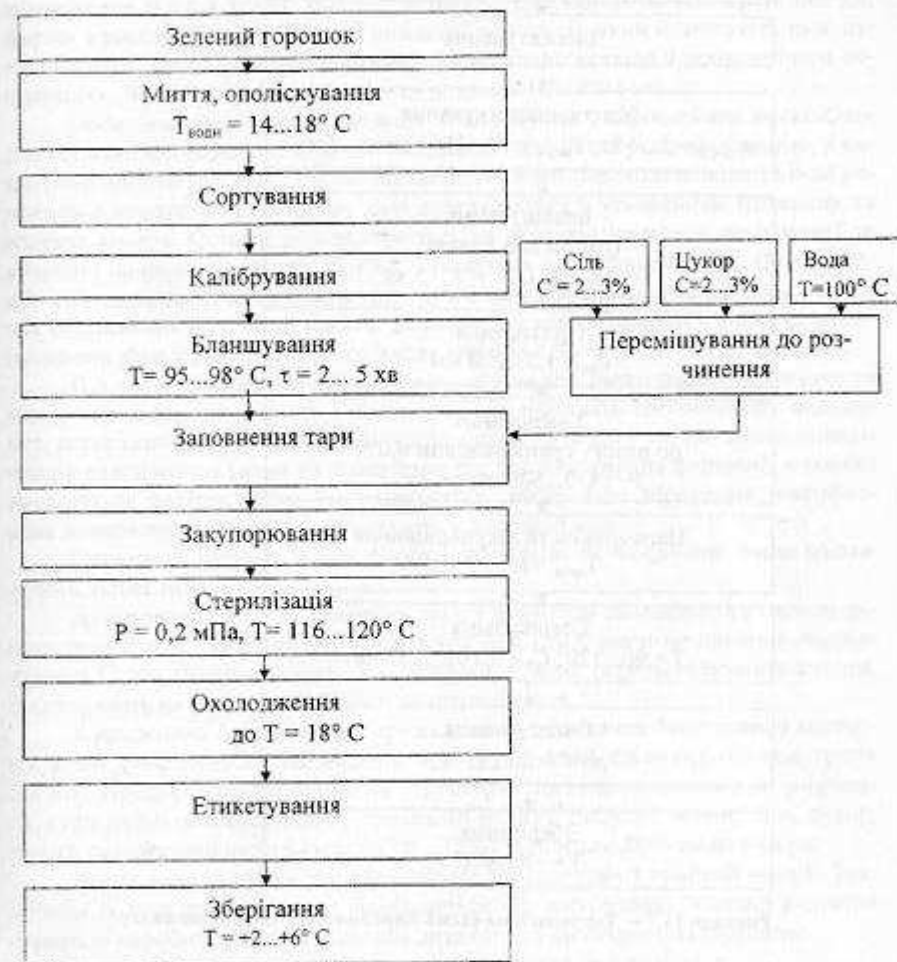 Зелений горошок
Миття, ополіскування
Tводи = 14...18° C
Сортування
Калібрування
Сіль
C = 2...3%
Цукор
C=2...3%
Вода
T=100° C
Бланшування
T= 95...98° C, τ = 2... 5 хв
Перемішування до роз-
чинення
Заповнення тари
Закупорювання
Стерилізація
P = 0,2 мПа, T= 116...120° C
Охолодження
до T = 18° C
Етикетування
Зберігання
T = +2...+6° C